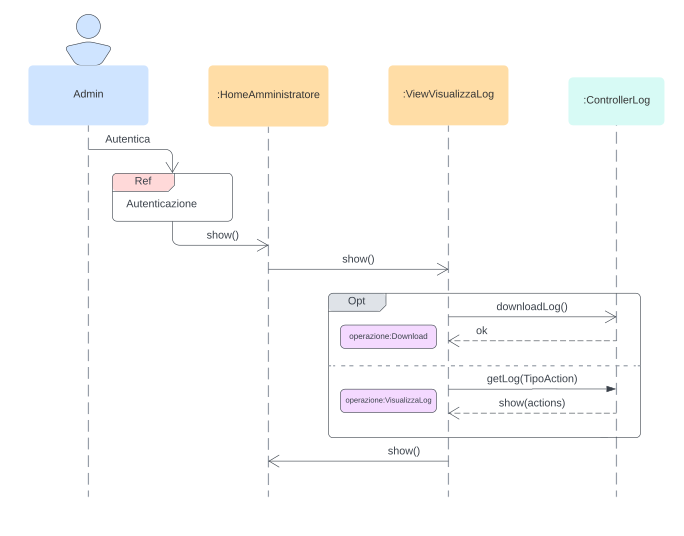 Admin
:HomeAmministratore
:ViewVisualizzaLog
:ControllerLog
Autentica
Ref
Autenticazione
show()
show()
Opt
downloadLog()
operazione:Download
ok
getLog(TipoAction)
operazione:VisualizzaLog
show(actions)
show()